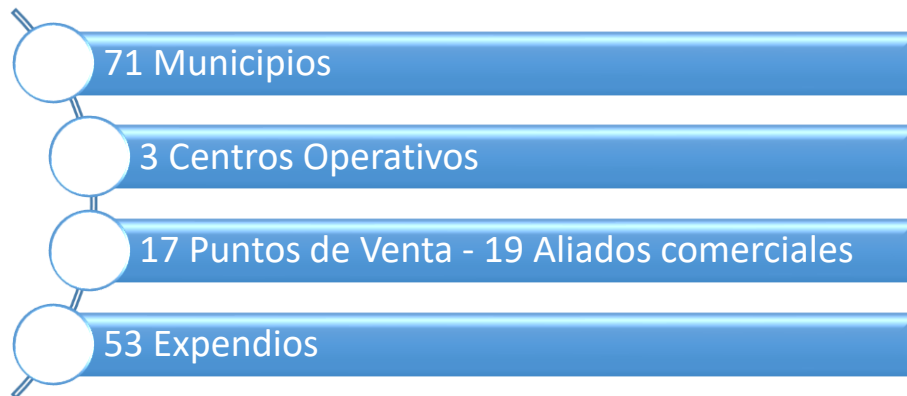 71 Municipios
3 Centros Operativos
17 Puntos de Venta - 19 Aliados comerciales
53 Expendios